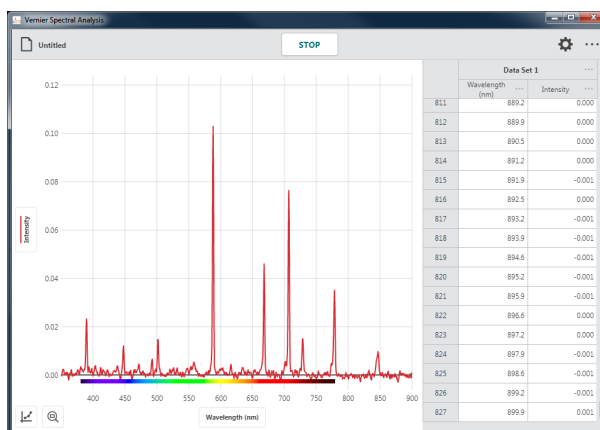 Vernier Spectral Analysis
Untitled
STOP
Data Set 1
Wavelength (nm) Intensity
811 889.2 0.000
812 889.9 0.000
813 890.5 0.000
814 891.2 0.000
815 891.9 -0.001
816 892.5 0.000
817 893.2 -0.001
818 893.9 -0.001
819 894.6 -0.001
820 895.2 -0.001
821 895.9 -0.001
822 896.6 0.000
823 897.2 0.000
824 897.9 -0.001
825 898.6 -0.001
826 899.2 -0.001
827 899.9 0.001
Intensity
0.12
0.10
0.08
0.06
0.04
0.02
0.00
400 450 500 550 600 650 700 750 800 850 900
Wavelength (nm)